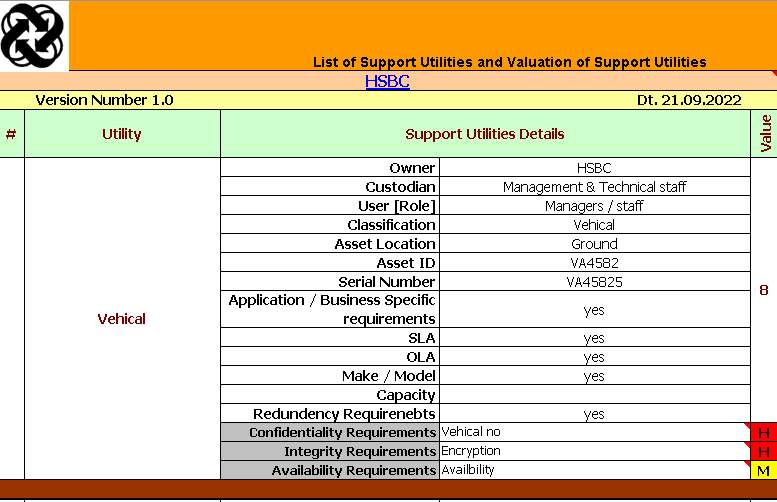 List of Support Utilities and Valuation of Support Utilities
HSBC
Version Number 1.0 Dt. 21.09.2022
# Utility Support Utilities Details Value
Owner HSBC
Custodian Management & Technical staff
User [Role] Managers / staff
Classification Vehical
Asset Location Ground
Asset ID VA4582
Serial Number VA45825
Application / Business Specific
requirements yes
Vehical 8
SLA yes
OLA yes
Make / Model yes
Capacity
Redundency Requirenebts yes
Confidentiality Requirements Vehical no H
Integrity Requirements Encryption H
Availability Requirements Availbility M